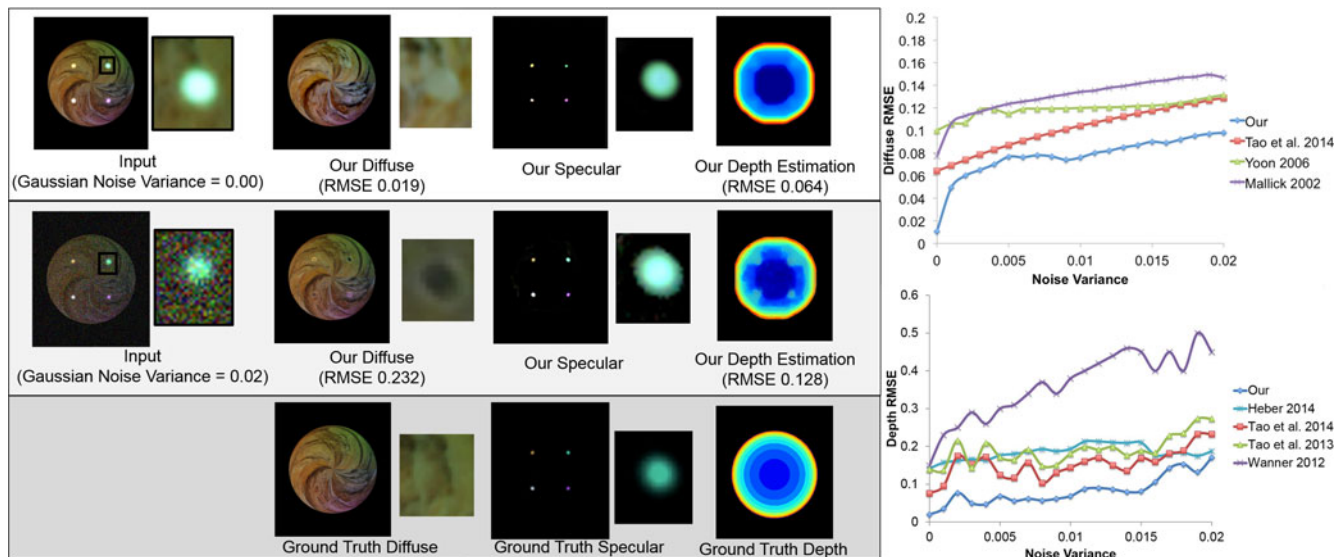 Input
(Gaussian Noise Variance = 0.00)
Our Diffuse
(RMSE 0.019)
Our Specular
Our Depth Estimation
(RMSE 0.064)
Input
(Gaussian Noise Variance = 0.02)
Our Diffuse
(RMSE 0.232)
Our Specular
Our Depth Estimation
(RMSE 0.128)
Ground Truth Diffuse
Ground Truth Specular
Ground Truth Depth
Diffuse RMSE
0.2
0.18
0.16
0.14
0.12
0.1
0.08
0.06
0.04
0.02
0
0 0.005 0.01 0.015 0.02
Noise Variance
Our
Tao et al. 2014
Yoon 2006
Mallick 2002
Depth RMSE
0.6
0.5
0.4
0.3
0.2
0.1
0
0 0.005 0.01 0.015 0.02
Noise Variance
Our
Heber 2014
Tao et al. 2014
Tao et al. 2013
Wanner 2012